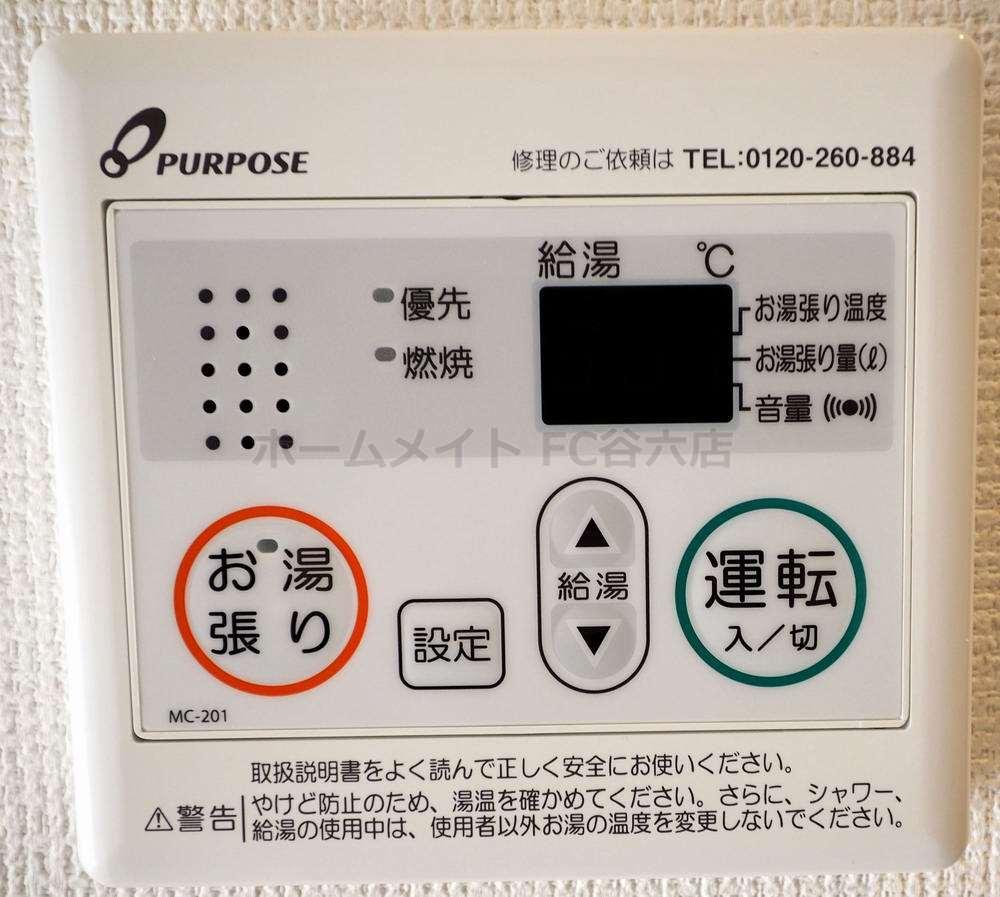 PURPOSE
修理のご依頼は TEL:0120-260-884
給湯 ℃
優先
燃焼
お湯張り温度
お湯張り量(ℓ)
音量
ホームメイト FC谷六店
お湯
張り
設定
給湯
運転
入/切
MC-201
取扱説明書をよく読んで正しく安全にお使いください。
警告
やけど防止のため、湯温を確かめてください。さらに、シャワー、
給湯の使用中は、使用者以外お湯の温度を変更しないでください。